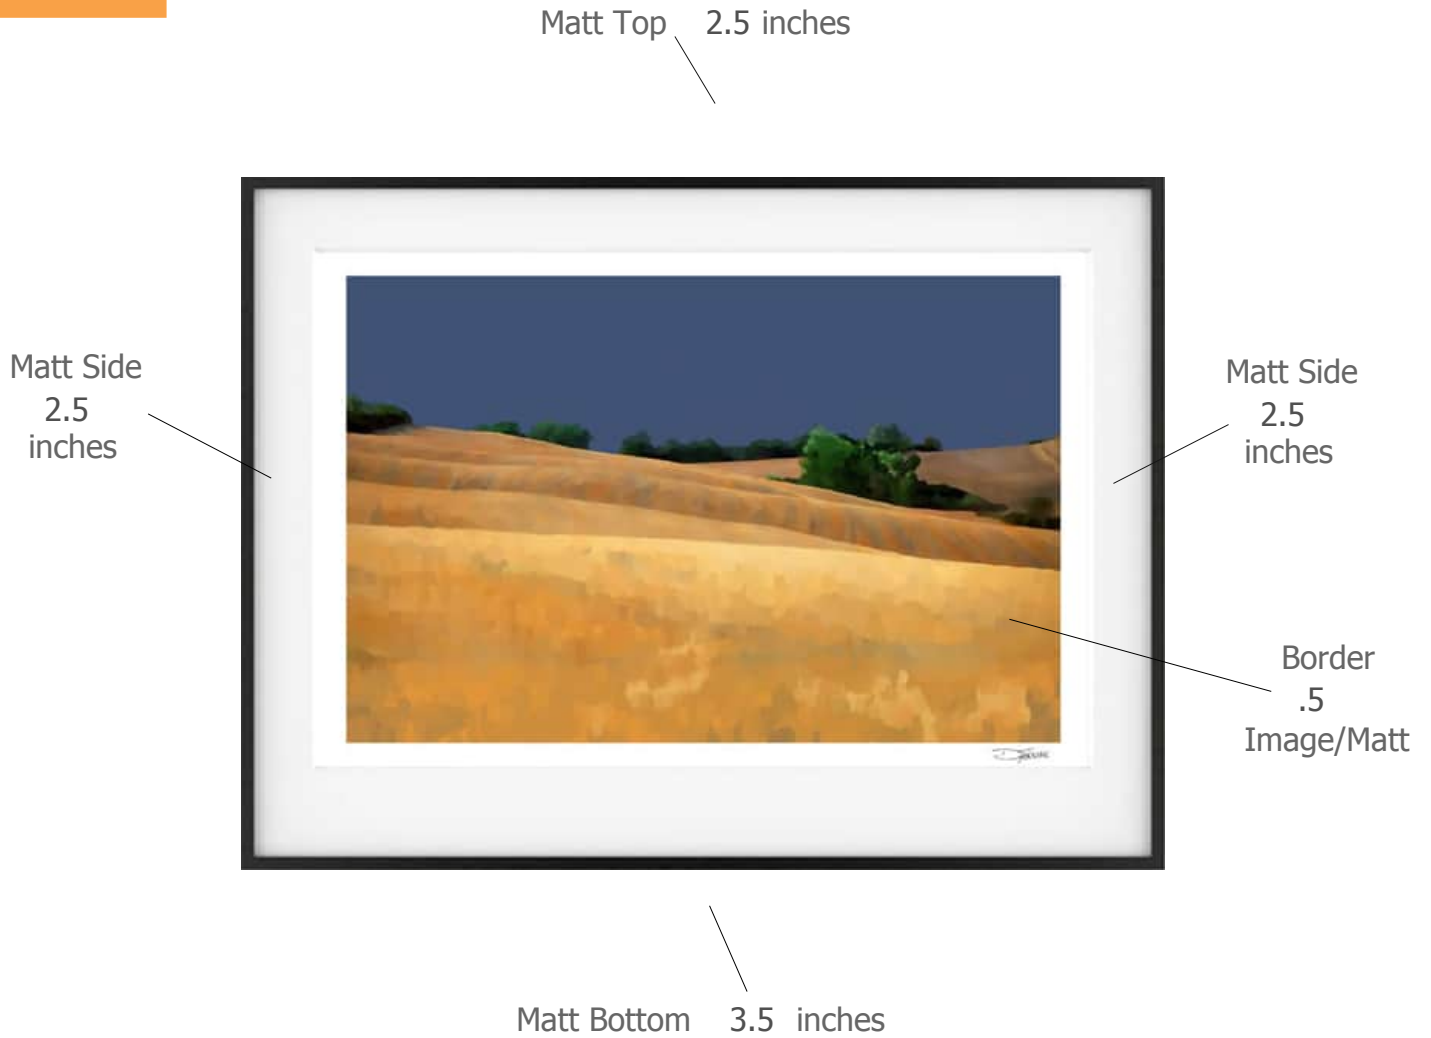 Matt Top 2.5 inches
Matt Side
2.5
inches
Matt Side
2.5
inches
Border
.5
Image/Matt
Matt Bottom 3.5 inches